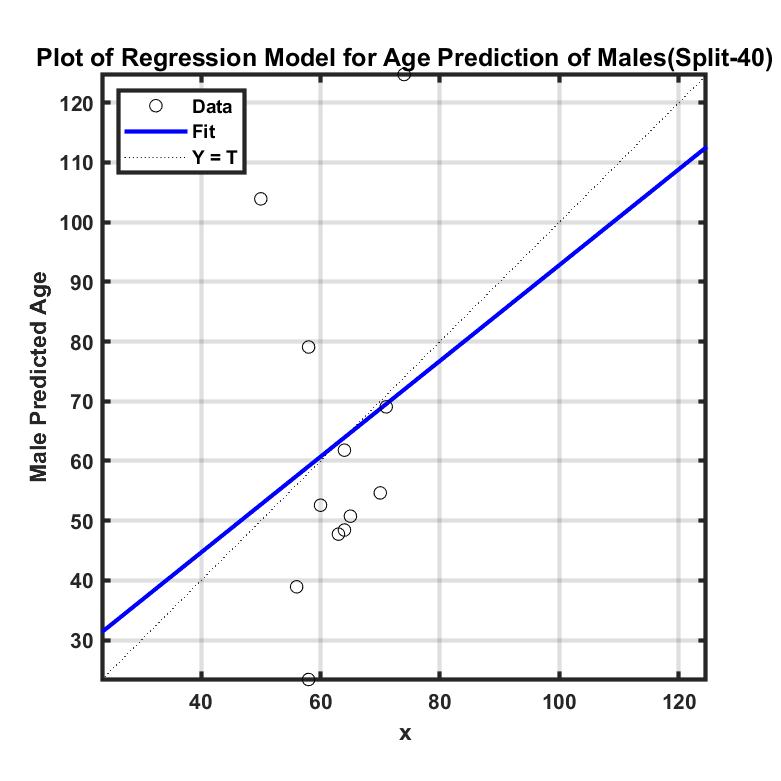 Plot of Regression Model for Age Prediction of Males(Split-40)
Data
Fit
Y = T
120
110
100
90
80
70
60
50
40
30
Male Predicted Age
40 60 80 100 120
x